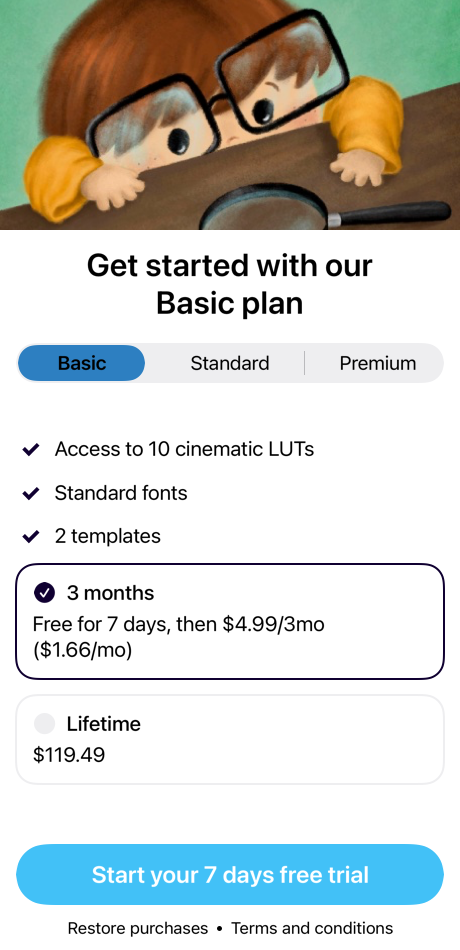 Get started with our
Basic plan
Basic Standard Premium
Access to 10 cinematic LUTs
Standard fonts
2 templates
3 months
Free for 7 days, then $4.99/3mo
($1.66/mo)
Lifetime
$119.49
Start your 7 days free trial
Restore purchases • Terms and conditions